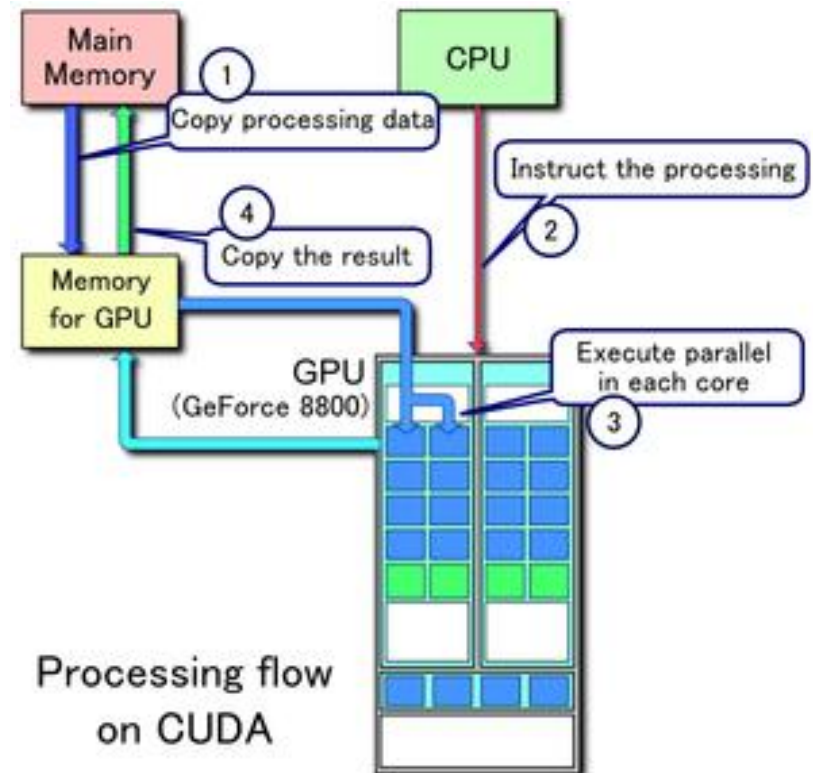 Main
Memory
CPU
1
Copy processing data
Instruct the processing
2
4
Copy the result
Memory
for GPU
GPU
(GeForce 8800)
Execute parallel
in each core
3
Processing flow
on CUDA